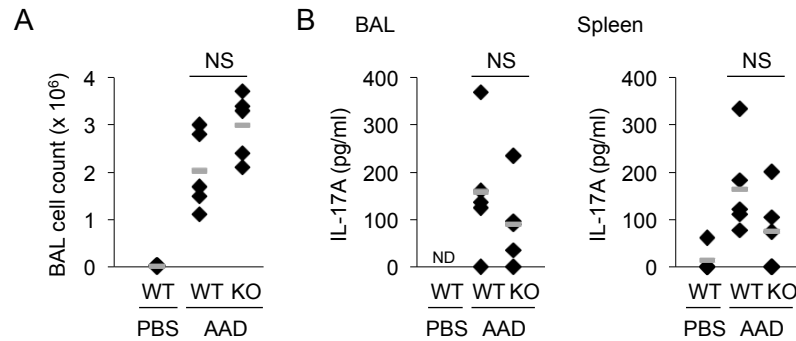 A
NS
BAL cell count (x 10⁶)
4
3
2
1
0
WT
WT KO
PBS
AAD
B
BAL
NS
IL-17A (pg/ml)
400
300
200
100
0
ND
WT
WT KO
PBS
AAD
Spleen
NS
IL-17A (pg/ml)
400
300
200
100
0
WT
WT KO
PBS
AAD